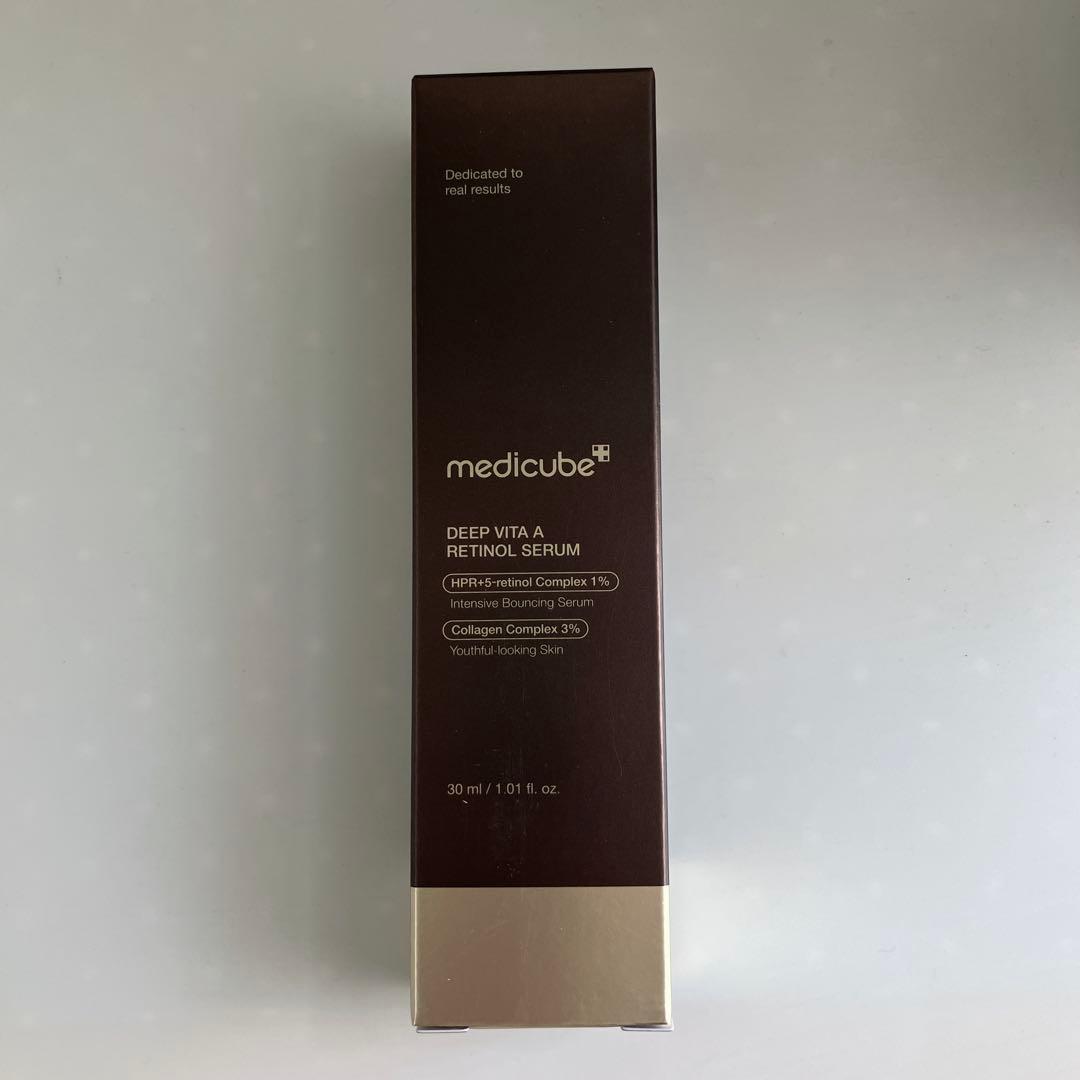 Dedicated to
real results
medicube
DEEP VITA A
RETINOL SERUM
HPR+5-retinol Complex 1%
Intensive Bouncing Serum
Collagen Complex 3%
Youthful-looking Skin
30 ml / 1.01 fl. oz.